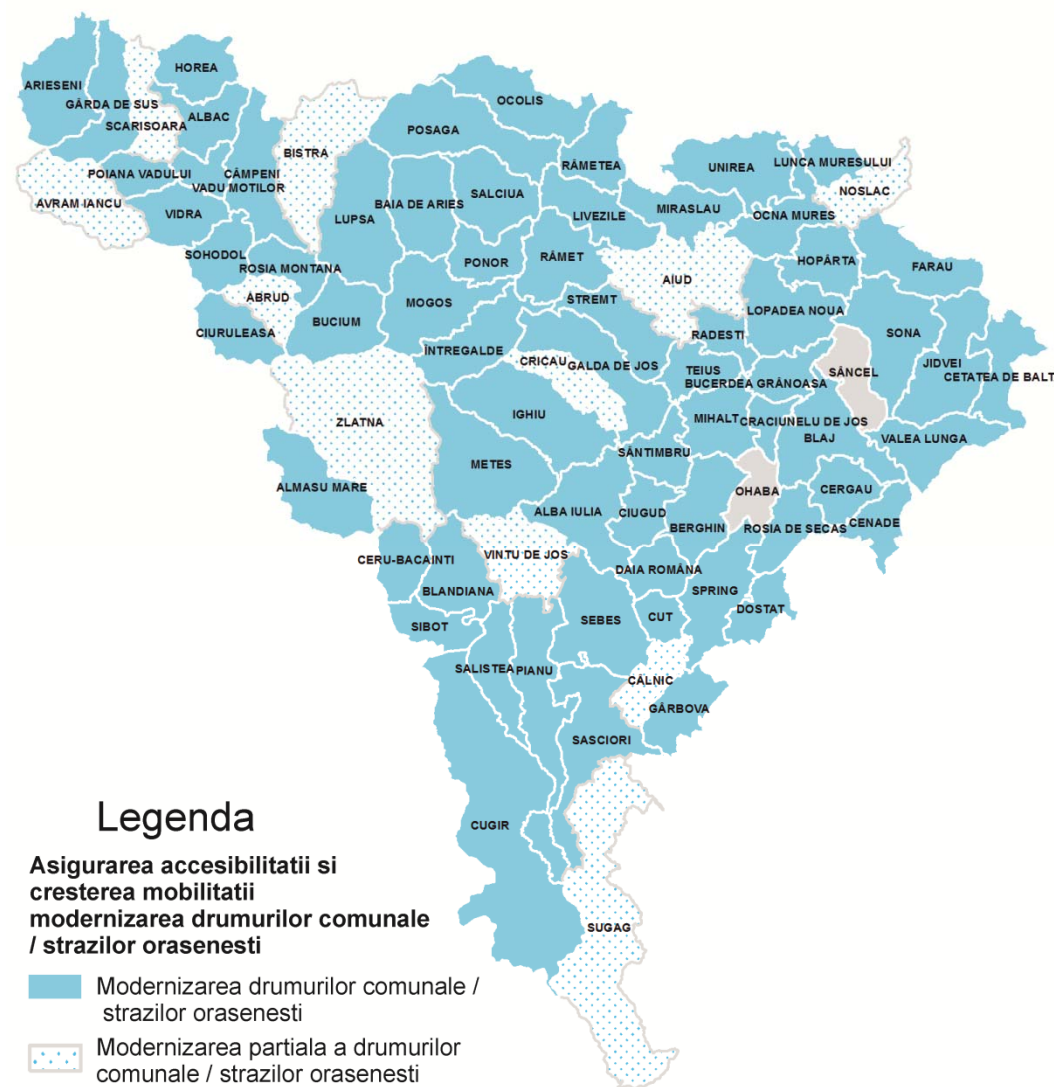 HOREA
ARIESENI
OCOLIS
GÂRDA DE SUS
ALBAC
SCARISOARA
POSAGA
BISTRA
RÂMETEA
UNIREA
LUNCA MURESULUI
POIANA VADULUI
CÂMPENI
VADU MOTILOR
NOSLAC
AVRAM IANCU
BAIA DE ARIES
SALCIUA
VIDRA
LUPSA
LIVEZILE
MIRASLAU
OCNA MURES
SOHODOL
ROSIA MONTANA
PONOR
RÂMET
HOPÂRTA
FARAU
ABRUD
MOGOS
STREMT
AIUD
CIURULEASA
BUCIUM
LOPADEA NOUA
RADESTI
SONA
ÎNTREGALDE
CRICAU
GALDA DE JOS
TEIUS
SÂNCEL
JIDVEI
CETATEA DE BALT
BUCERDEA GRÂNOASA
ZLATNA
IGHIU
MIHALT
CRACIUNELU DE JOS
BLAJ
VALEA LUNGA
METES
SÂNTIMBRU
ALMASU MARE
OHABA
CERGAU
ALBA IULIA
CIUGUD
BERGHIN
ROSIA DE SECAS
CENADE
CERU-BACAINTI
VINTU DE JOS
DAIA ROMÂNA
BLANDIANA
SPRING
DOSTAT
SIBOT
SEBES
CUT
SALISTEA
PIANU
CÂLNIC
GÂRBOVA
SASCIORI
CUGIR
SUGAG
Legenda
Asigurarea accesibilitatii si
cresterea mobilitatii
modernizarea drumurilor comunale
/ strazilor orasenesti
Modernizarea drumurilor comunale /
strazilor orasenesti
Modernizarea partiala a drumurilor
comunale / strazilor orasenesti